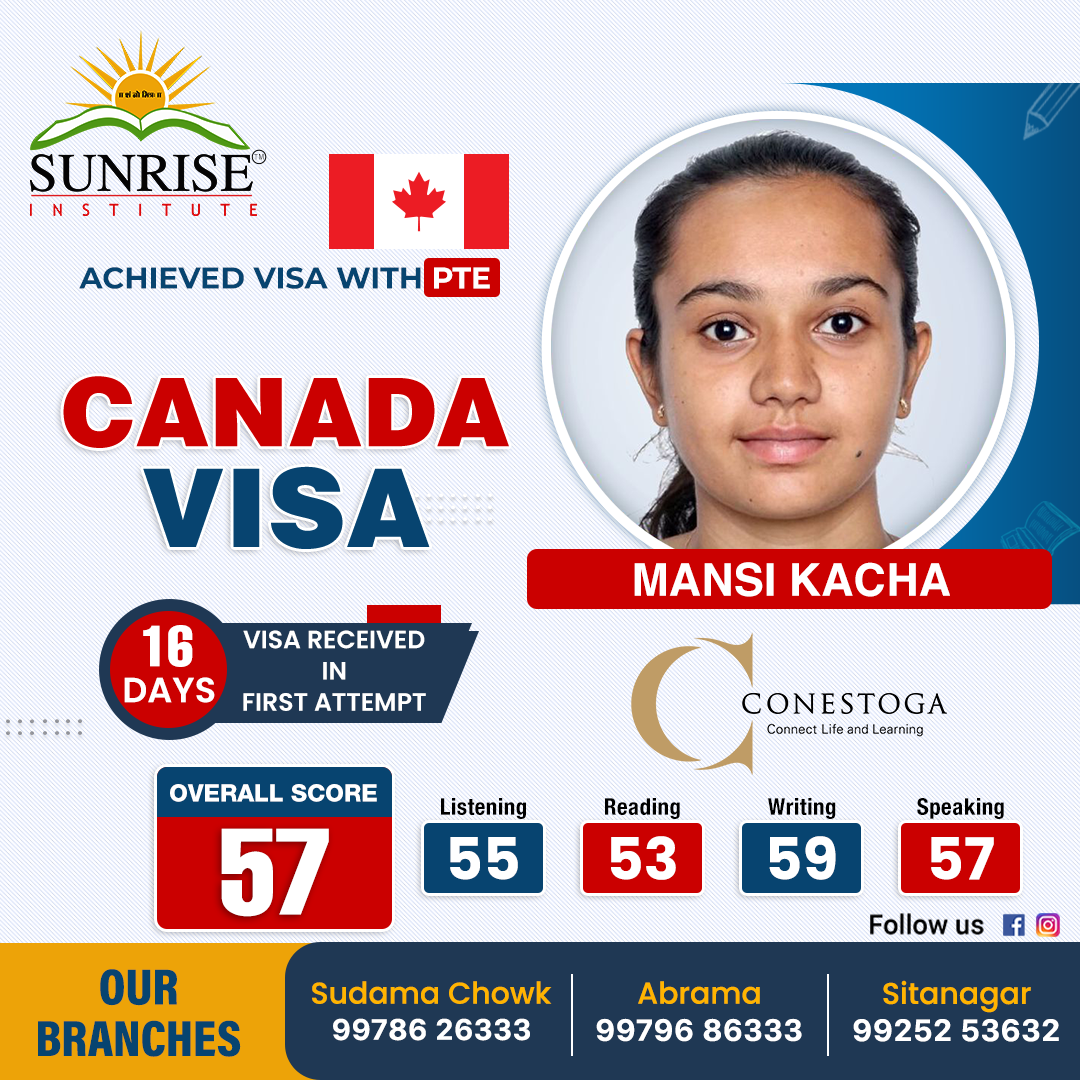 SUNRISE TM
INSTITUTE
ACHIEVED VISA WITH PTE
CANADA
VISA
MANSI KACHA
16
DAYS
VISA RECEIVED
IN
FIRST ATTEMPT
CONESTOGA
Connect Life and Learning
OVERALL SCORE
57
Listening
55
Reading
53
Writing
59
Speaking
57
Follow us
OUR
BRANCHES
Sudama Chowk
99786 26333
Abrama
99796 86333
Sitanagar
99252 53632